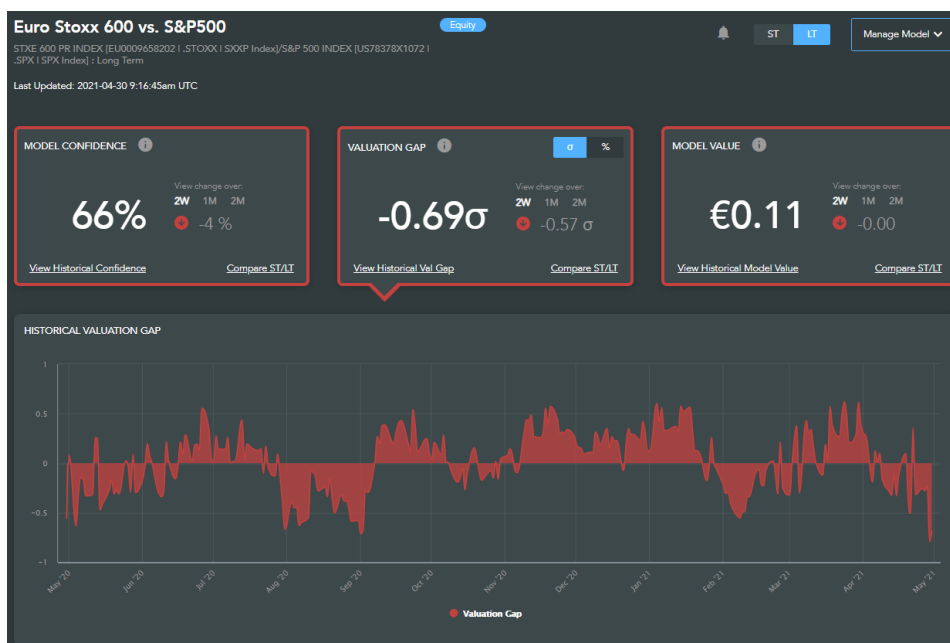 Euro Stoxx 600 vs. S&P500
Equity
ST LT
Manage Model
STXE 600 PR INDEX [EU0009658202 I .STOXX I SXXP Index]/S&P 500 INDEX [US78378X1072 I
.SPX I SPX Index] : Long Term
Last Updated: 2021-04-30 9:16:45am UTC
MODEL CONFIDENCE i
View change over:
2W 1M 2M
66%
-4 %
View Historical Confidence
Compare ST/LT
VALUATION GAP i
σ %
View change over:
2W 1M 2M
-0.69σ
-0.57 σ
View Historical Val Gap
Compare ST/LT
MODEL VALUE i
View change over:
2W 1M 2M
€0.11
-0.00
View Historical Model Value
Compare ST/LT
HISTORICAL VALUATION GAP
1
0.5
0
-0.5
-1
May '20
Jun '20
Jul '20
Aug '20
Sep '20
Oct '20
Nov '20
Dec '20
Jan '21
Feb '21
Mar '21
Apr '21
May '21
Valuation Gap